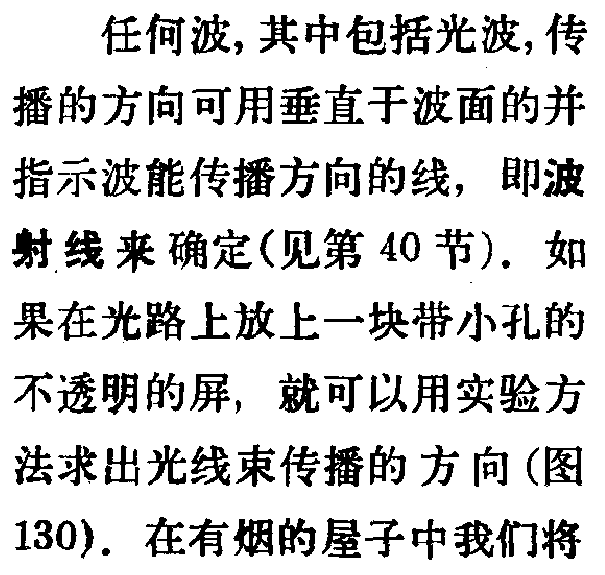 任何波, 其中包括光波, 传
播的方向可用垂直于波面的并
指示波能传播方向的线, 即波
射线来确定(见第 40 节). 如
果在光路上放上一块带小孔的
不透明的屏, 就可以用实验方
法求出光线束传播的方向(图
130). 在有烟的屋子中我们将